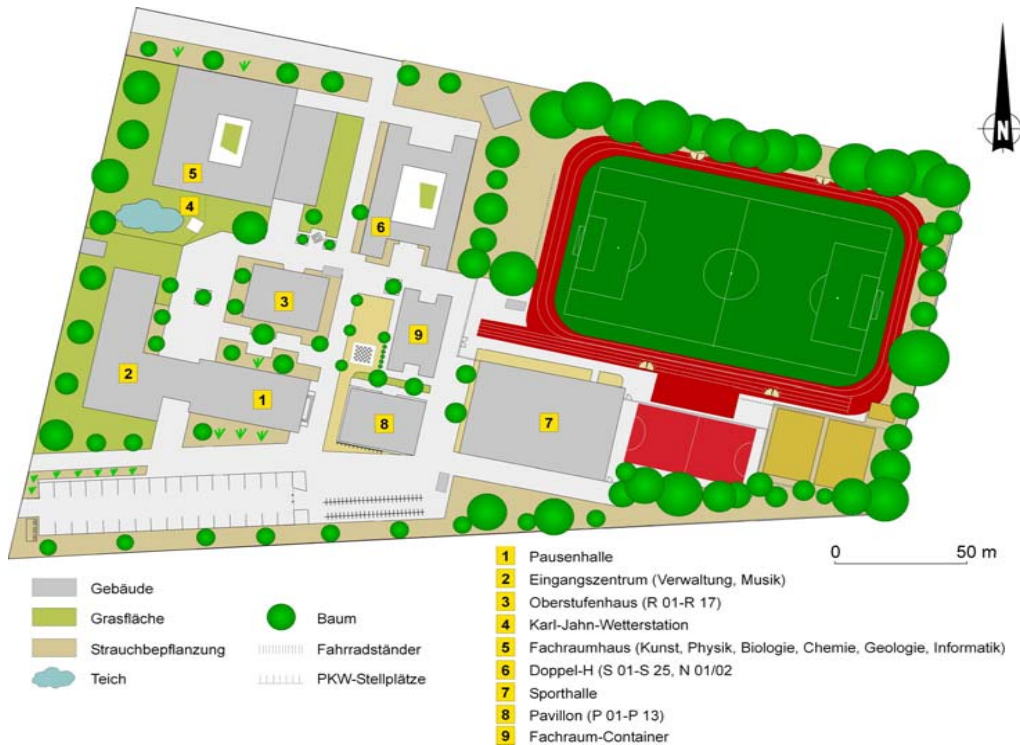 N
5
4
6
3
9
2
1
8
7
0 50 m
Gebäude
Grasfläche
Strauchbepflanzung
Teich
Baum
Fahrradständer
PKW-Stellplätze
1 Pausenhalle
2 Eingangszentrum (Verwaltung, Musik)
3 Oberstufenhaus (R 01-R 17)
4 Karl-Jahn-Wetterstation
5 Fachraumhaus (Kunst, Physik, Biologie, Chemie, Geologie, Informatik)
6 Doppel-H (S 01-S 25, N 01/02
7 Sporthalle
8 Pavillon (P 01-P 13)
9 Fachraum-Container